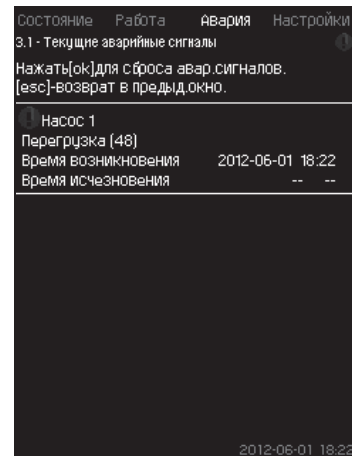 Состояние Работа Авария Настройки
3.1 - Текущие аварийные сигналы
Нажать[ok]для сброса авар.сигналов.
[esc]-возврат в предыд.окно.
Насос 1
Перегрузка (48)
Время возникновения 2012-06-01 18:22
Время исчезновения -- --
2012-06-01 18:22